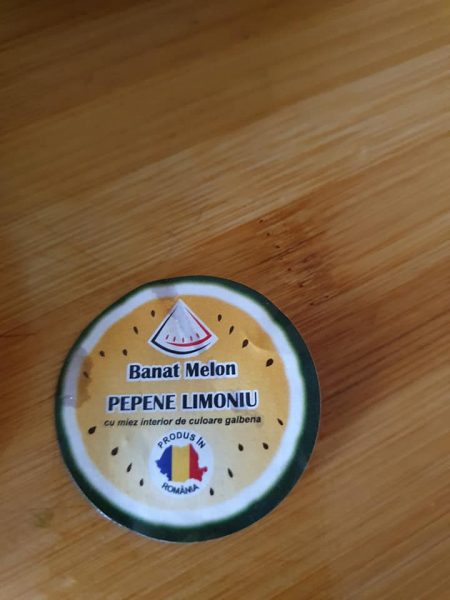 Banat Melon
PEPENE LIMONIU
cu miez interior de culoare galbena
PRODUS ÎN
ROMÂNIA